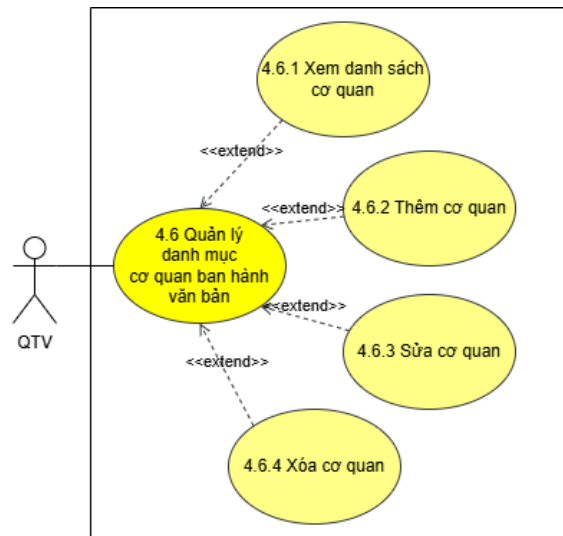 4.6.1 Xem danh sách
cơ quan
<<extend>>
4.6.2 Thêm cơ quan
<<extend>>
4.6 Quản lý
danh mục
cơ quan ban hành
văn bản
QTV
<<extend>>
4.6.3 Sửa cơ quan
<<extend>>
4.6.4 Xóa cơ quan